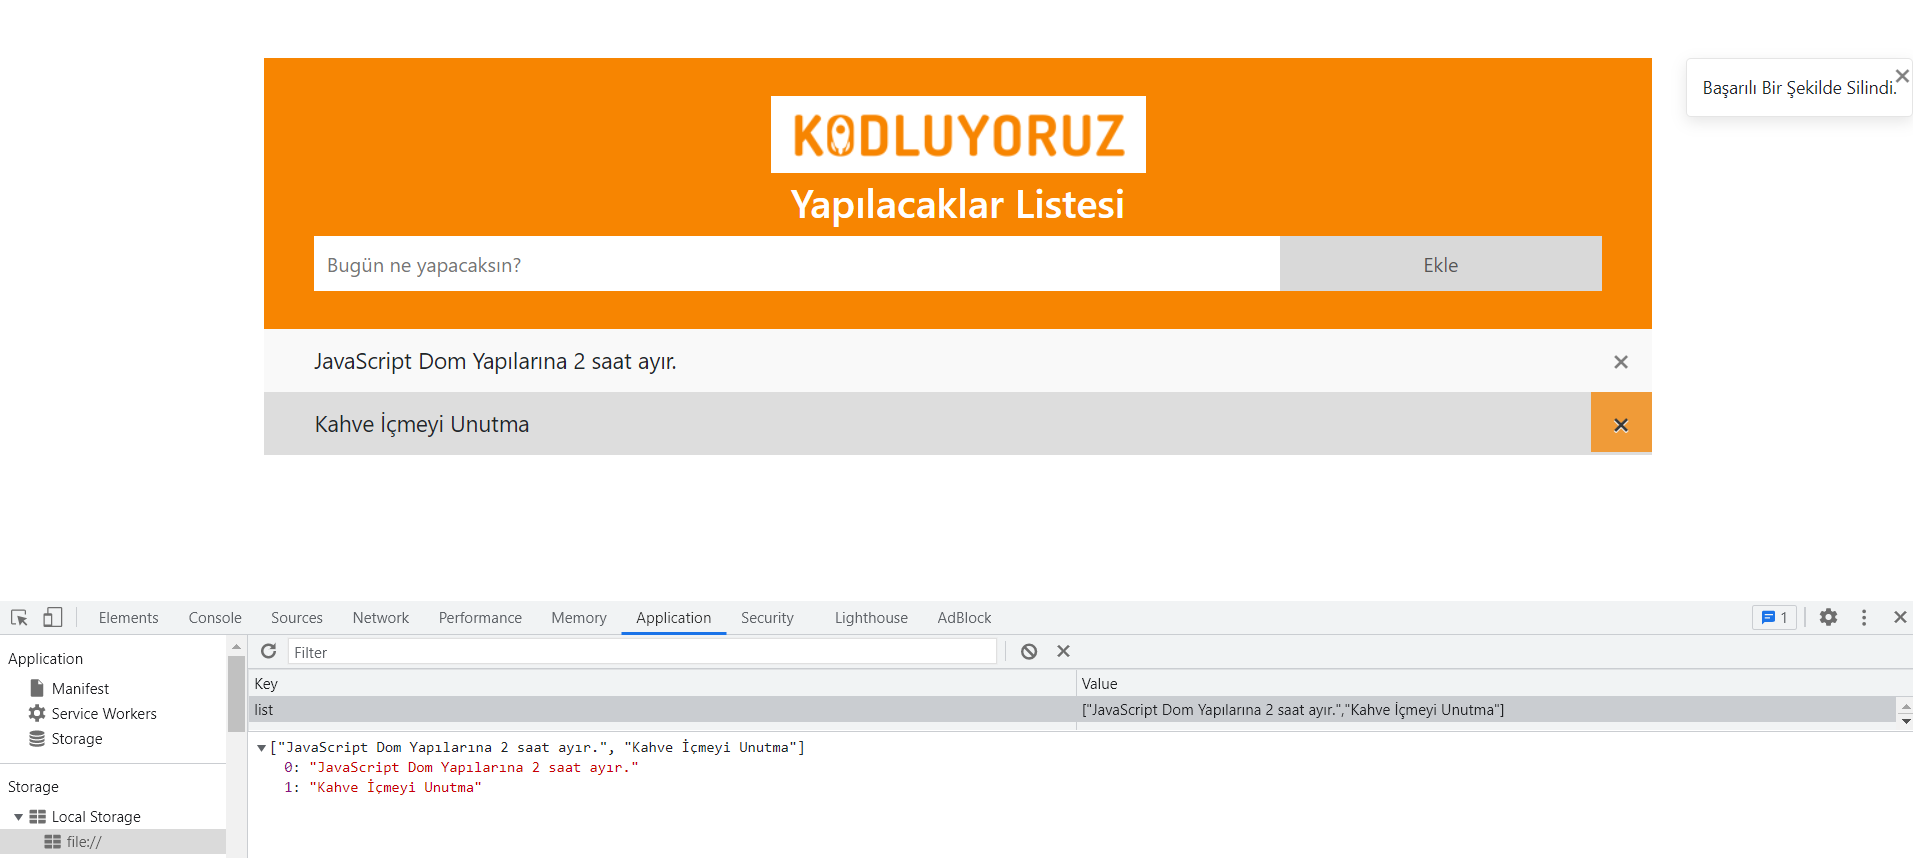 KODLUYORUZ
Başarılı Bir Şekilde Silindi.
Yapılacaklar Listesi
Bugün ne yapacaksın?
Ekle
JavaScript Dom Yapılarına 2 saat ayır.
Kahve İçmeyi Unutma
Elements Console Sources Network Performance Memory Application Security Lighthouse AdBlock 1
Application
Manifest
Service Workers
Storage
Storage
Local Storage
file://
Filter
Key Value
list ["JavaScript Dom Yapılarına 2 saat ayır.","Kahve İçmeyi Unutma"]
["JavaScript Dom Yapılarına 2 saat ayır.", "Kahve İçmeyi Unutma"]
0: "JavaScript Dom Yapılarına 2 saat ayır."
1: "Kahve İçmeyi Unutma"